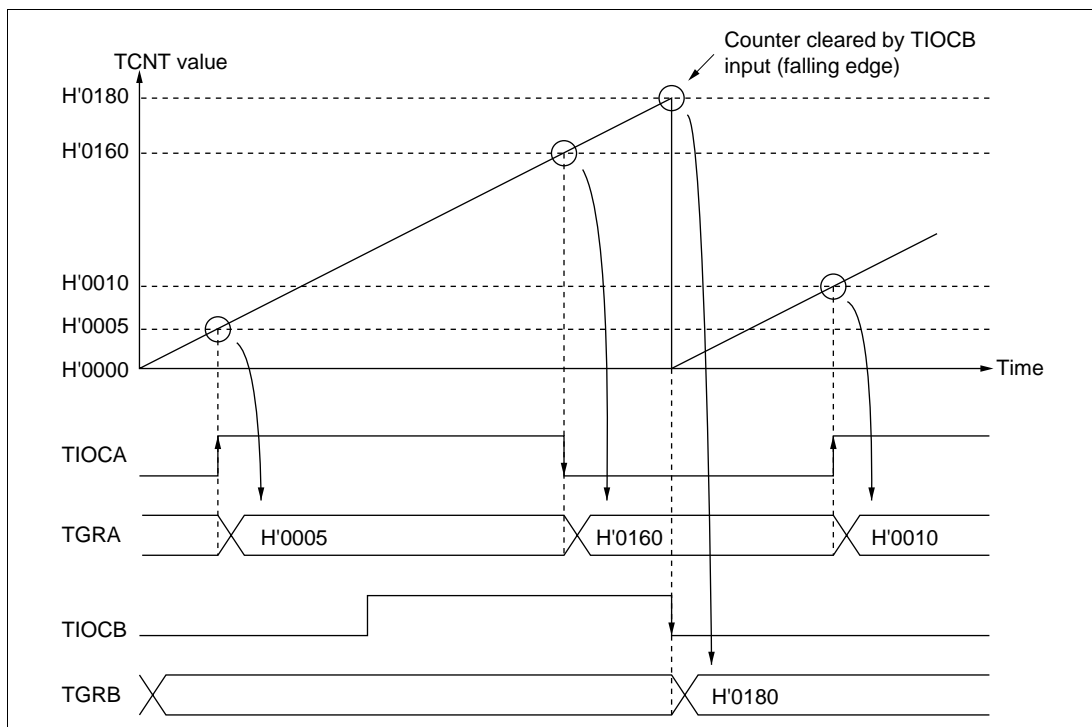 Counter cleared by TIOCB
input (falling edge)
TCNT value
H'0180
H'0160
H'0010
H'0005
H'0000
Time
TIOCA
TGRA
H'0005
H'0160
H'0010
TIOCB
TGRB
H'0180